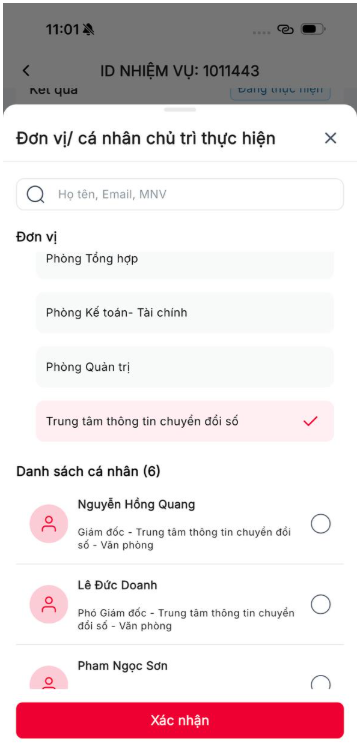 11:01
ID NHIỆM VỤ: 1011443
Kết quả
Đang thực hiện
Đơn vị/ cá nhân chủ trì thực hiện
Họ tên, Email, MNV
Đơn vị
Phòng Tổng hợp
Phòng Kế toán- Tài chính
Phòng Quản trị
Trung tâm thông tin chuyển đổi số
Danh sách cá nhân (6)
Nguyễn Hồng Quang
Giám đốc - Trung tâm thông tin chuyển đổi
số - Văn phòng
Lê Đức Doanh
Phó Giám đốc - Trung tâm thông tin chuyển
đổi số - Văn phòng
Pham Ngọc Sơn
Xác nhận